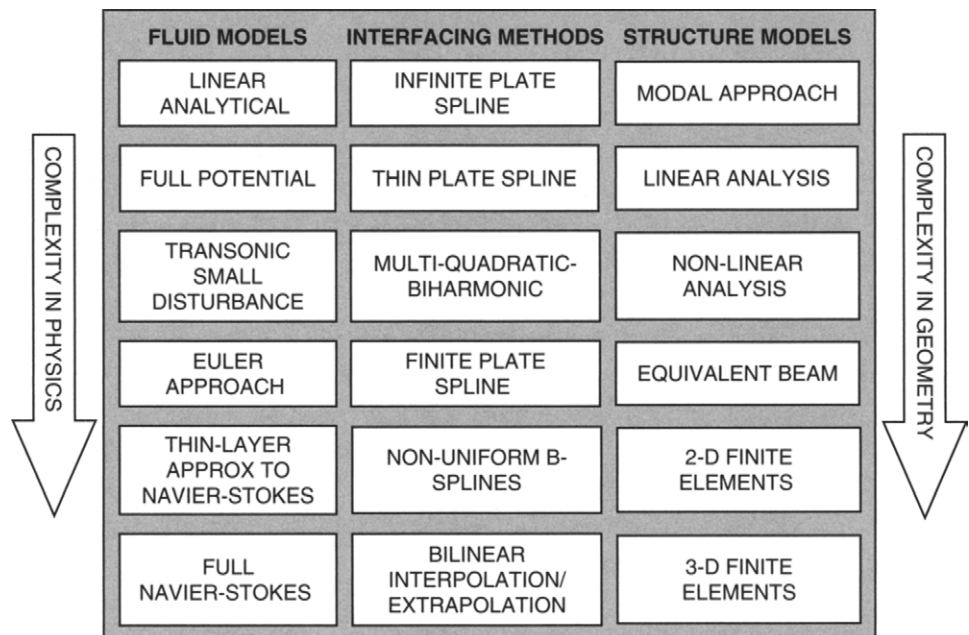 FLUID MODELS INTERFACING METHODS STRUCTURE MODELS
LINEAR
ANALYTICAL
INFINITE PLATE
SPLINE
MODAL APPROACH
FULL POTENTIAL
THIN PLATE SPLINE
LINEAR ANALYSIS
TRANSONIC
SMALL
DISTURBANCE
MULTI-QUADRATIC-
BIHARMONIC
NON-LINEAR
ANALYSIS
EULER
APPROACH
FINITE PLATE
SPLINE
EQUIVALENT BEAM
THIN-LAYER
APPROX TO
NAVIER-STOKES
NON-UNIFORM B-
SPLINES
2-D FINITE
ELEMENTS
FULL
NAVIER-STOKES
BILINEAR
INTERPOLATION/
EXTRAPOLATION
3-D FINITE
ELEMENTS
COMPLEXITY IN PHYSICS
COMPLEXITY IN GEOMETRY